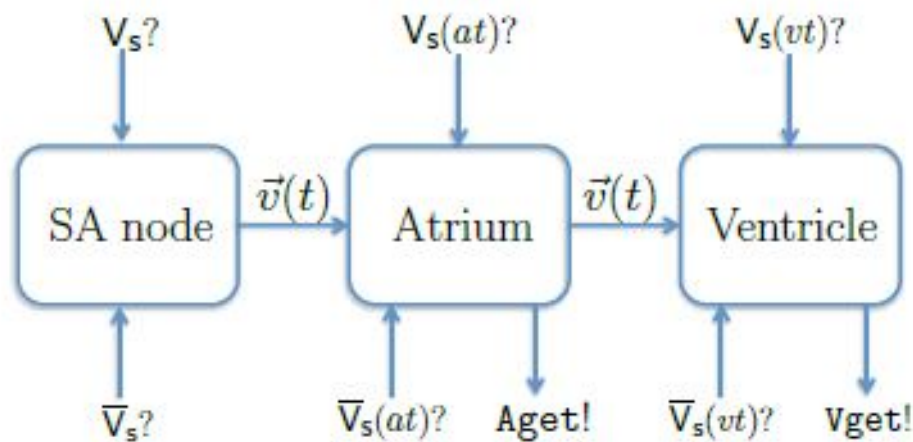 Vₛ?
Vₛ(at)?
Vₛ(vt)?
SA node
v⃗(t)
Atrium
v⃗(t)
Ventricle
V̅ₛ?
V̅ₛ(at)?
Aget!
V̅ₛ(vt)?
Vget!